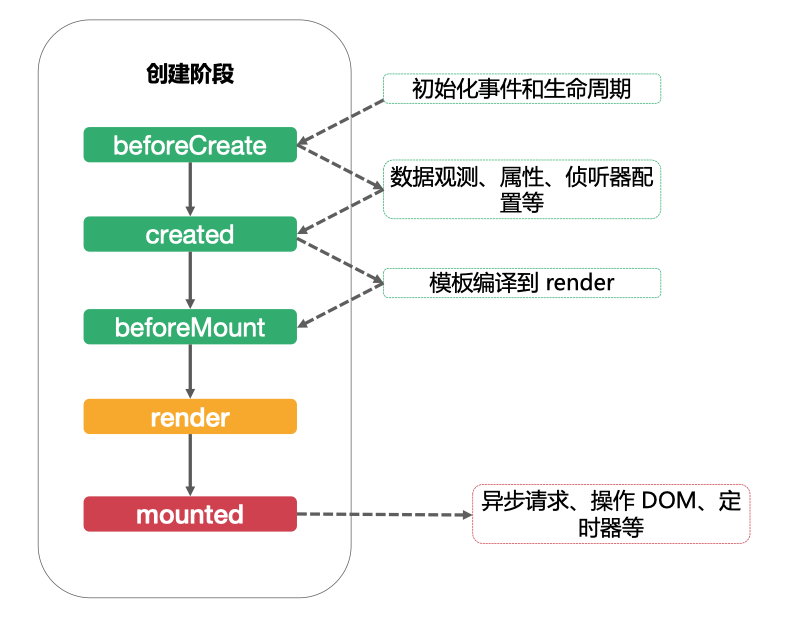 创建阶段
初始化事件和生命周期
beforeCreate
数据观测、属性、侦听器配
置等
created
模板编译到 render
beforeMount
render
mounted
异步请求、操作 DOM、定
时器等